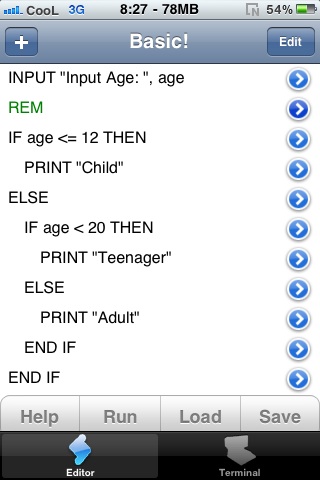 CooL 3G 8:27 - 78MB 54%
+ Basic! Edit
INPUT "Input Age: ", age
REM
IF age <= 12 THEN
PRINT "Child"
ELSE
IF age < 20 THEN
PRINT "Teenager"
ELSE
PRINT "Adult"
END IF
END IF
Help Run Load Save
Editor Terminal